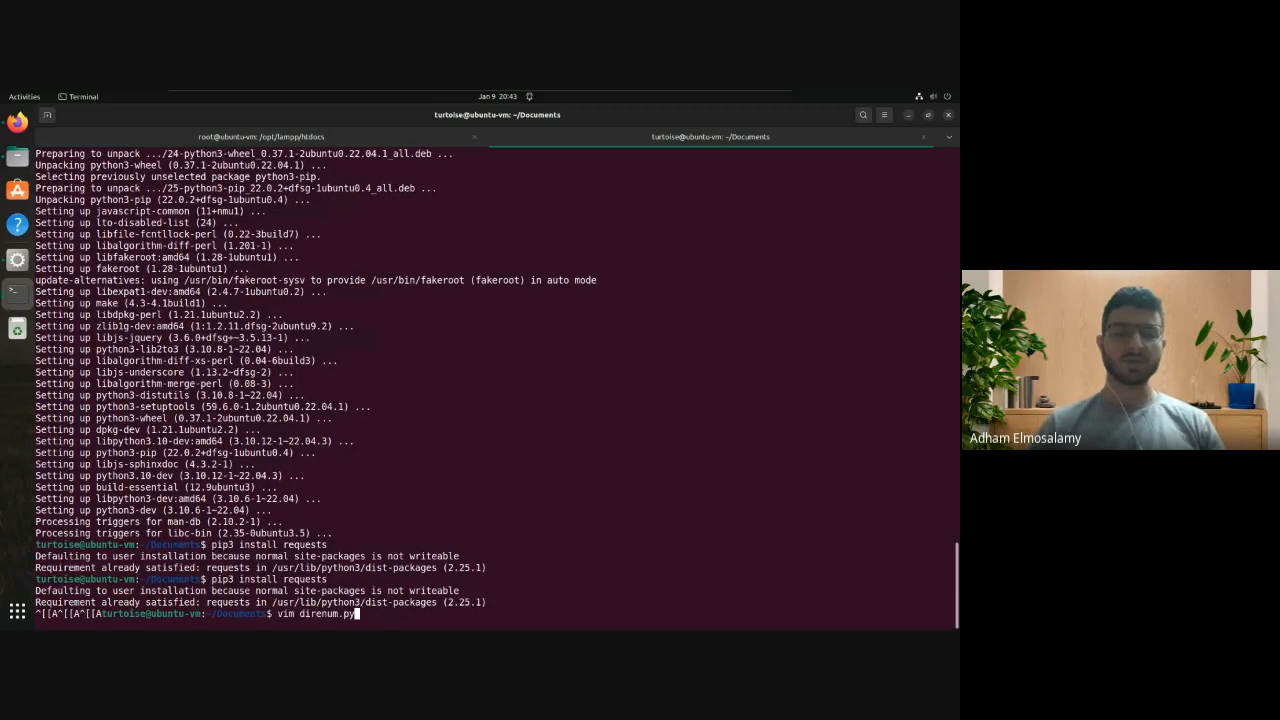 Activities
Terminal
Jan 9 20:43
turtoise@ubuntu-vm: ~/Documents
root@ubuntu-vm: /opt/lampp/htdocs
turtoise@ubuntu-vm: ~/Documents
Preparing to unpack .../24-python3-wheel_0.37.1-2ubuntu0.22.04.1_all.deb ...
Unpacking python3-wheel (0.37.1-2ubuntu0.22.04.1) ...
Selecting previously unselected package python3-pip.
Preparing to unpack .../25-python3-pip_22.0.2+dfsg-1ubuntu0.4_all.deb ...
Unpacking python3-pip (22.0.2+dfsg-1ubuntu0.4) ...
Setting up javascript-common (11+nmu1) ...
Setting up lto-disabled-list (24) ...
Setting up libfile-fcntllock-perl (0.22-3build7) ...
Setting up libalgorithm-diff-perl (1.201-1) ...
Setting up libfakeroot:amd64 (1.28-1ubuntu1) ...
Setting up fakeroot (1.28-1ubuntu1) ...
update-alternatives: using /usr/bin/fakeroot-sysv to provide /usr/bin/fakeroot (fakeroot) in auto mode
Setting up libexpat1-dev:amd64 (2.4.7-1ubuntu0.2) ...
Setting up make (4.3-4.1build1) ...
Setting up libdpkg-perl (1.21.1ubuntu2.2) ...
Setting up zlib1g-dev:amd64 (1:1.2.11.dfsg-2ubuntu9.2) ...
Setting up libjs-jquery (3.6.0+dfsg+~3.5.13-1) ...
Setting up python3-lib2to3 (3.10.8-1~22.04) ...
Setting up libalgorithm-diff-xs-perl (0.04-6build3) ...
Setting up libjs-underscore (1.13.2~dfsg-2) ...
Setting up libalgorithm-merge-perl (0.08-3) ...
Setting up python3-distutils (3.10.8-1~22.04) ...
Setting up python3-setuptools (59.6.0-1.2ubuntu0.22.04.1) ...
Setting up python3-wheel (0.37.1-2ubuntu0.22.04.1) ...
Setting up dpkg-dev (1.21.1ubuntu2.2) ...
Setting up libpython3.10-dev:amd64 (3.10.12-1~22.04.3) ...
Setting up python3-pip (22.0.2+dfsg-1ubuntu0.4) ...
Setting up libjs-sphinxdoc (4.3.2-1) ...
Setting up python3.10-dev (3.10.12-1~22.04.3) ...
Setting up build-essential (12.9ubuntu3) ...
Setting up libpython3-dev:amd64 (3.10.6-1~22.04) ...
Setting up python3-dev (3.10.6-1~22.04) ...
Processing triggers for man-db (2.10.2-1) ...
Processing triggers for libc-bin (2.35-0ubuntu3.5) ...
turtoise@ubuntu-vm:~/Documents$ pip3 install requests
Defaulting to user installation because normal site-packages is not writeable
Requirement already satisfied: requests in /usr/lib/python3/dist-packages (2.25.1)
turtoise@ubuntu-vm:~/Documents$ pip3 install requests
Defaulting to user installation because normal site-packages is not writeable
Requirement already satisfied: requests in /usr/lib/python3/dist-packages (2.25.1)
^[[A^[[A^[[Aturtoise@ubuntu-vm:~/Documents$ vim direnum.py
Adham Elmosalamy